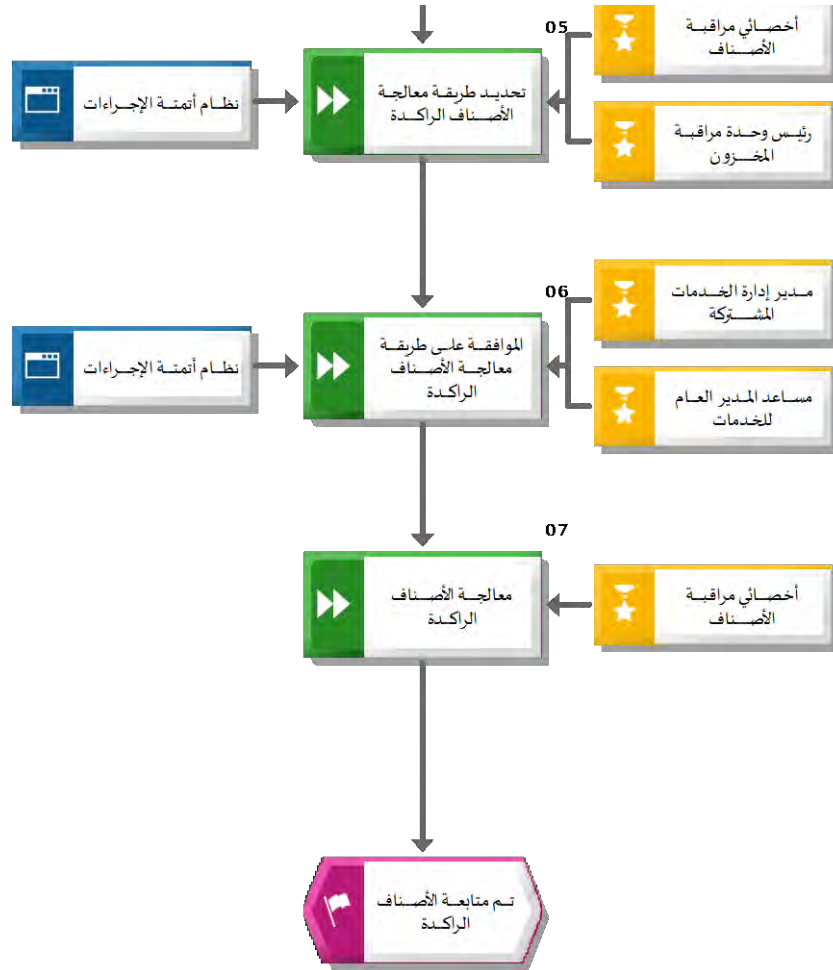 05
أخصائي مراقبة
الأصناف
تحديد طريقة معالجة
الأصناف الراكدة
نظام أتمتة الإجراءات
رئيس وحدة مراقبة
المخزون
06
مدير إدارة الخدمات
المشتركة
الموافقة على طريقة
معالجة الأصناف
الراكدة
نظام أتمتة الإجراءات
مساعد المدير العام
للخدمات
07
أخصائي مراقبة
الأصناف
معالجة الأصناف
الراكدة
تم متابعة الأصناف
الراكدة